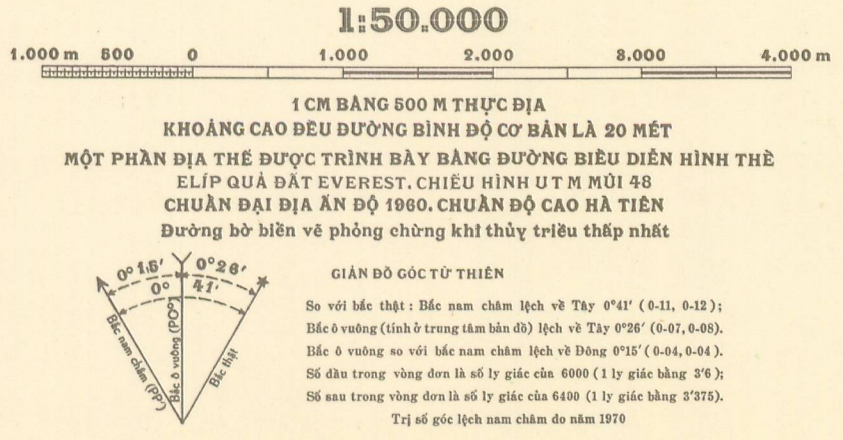 1:50.000
1.000 m 500 0 1.000 2.000 3.000 4.000 m
1 CM BẰNG 500 M THỰC ĐỊA
KHOẢNG CAO ĐỀU ĐƯỜNG BÌNH ĐỘ CƠ BẢN LÀ 20 MÉT
MỘT PHẦN ĐỊA THẾ ĐƯỢC TRÌNH BÀY BẰNG ĐƯỜNG BIỂU DIỄN HÌNH THỂ
ELÍP QUẢ ĐẤT EVEREST. CHIẾU HÌNH UTM MÚI 48
CHUẨN ĐẠI ĐỊA ẤN ĐỘ 1960. CHUẨN ĐỘ CAO HÀ TIÊN
Đường bờ biển vẽ phỏng chừng khi thủy triều thấp nhất
0°15' 0°26'
0° 41'
Bắc nam châm (PP')
Bắc ô vuông (PO°)
Bắc thật
GIẢN ĐỒ GÓC TỪ THIÊN
So với bắc thật : Bắc nam châm lệch về Tây 0°41' ( 0-11, 0-12 );
Bắc ô vuông (tính ở trung tâm bản đồ) lệch về Tây 0°26' (0-07, 0-08).
Bắc ô vuông so với bắc nam châm lệch về Đông 0°15' ( 0-04, 0-04 ).
Số đầu trong vòng đơn là số ly giác của 6000 ( 1 ly giác bằng 3'6 );
Số sau trong vòng đơn là số ly giác của 6400 (1 ly giác bằng 3'375).
Trị số góc lệch nam châm do năm 1970